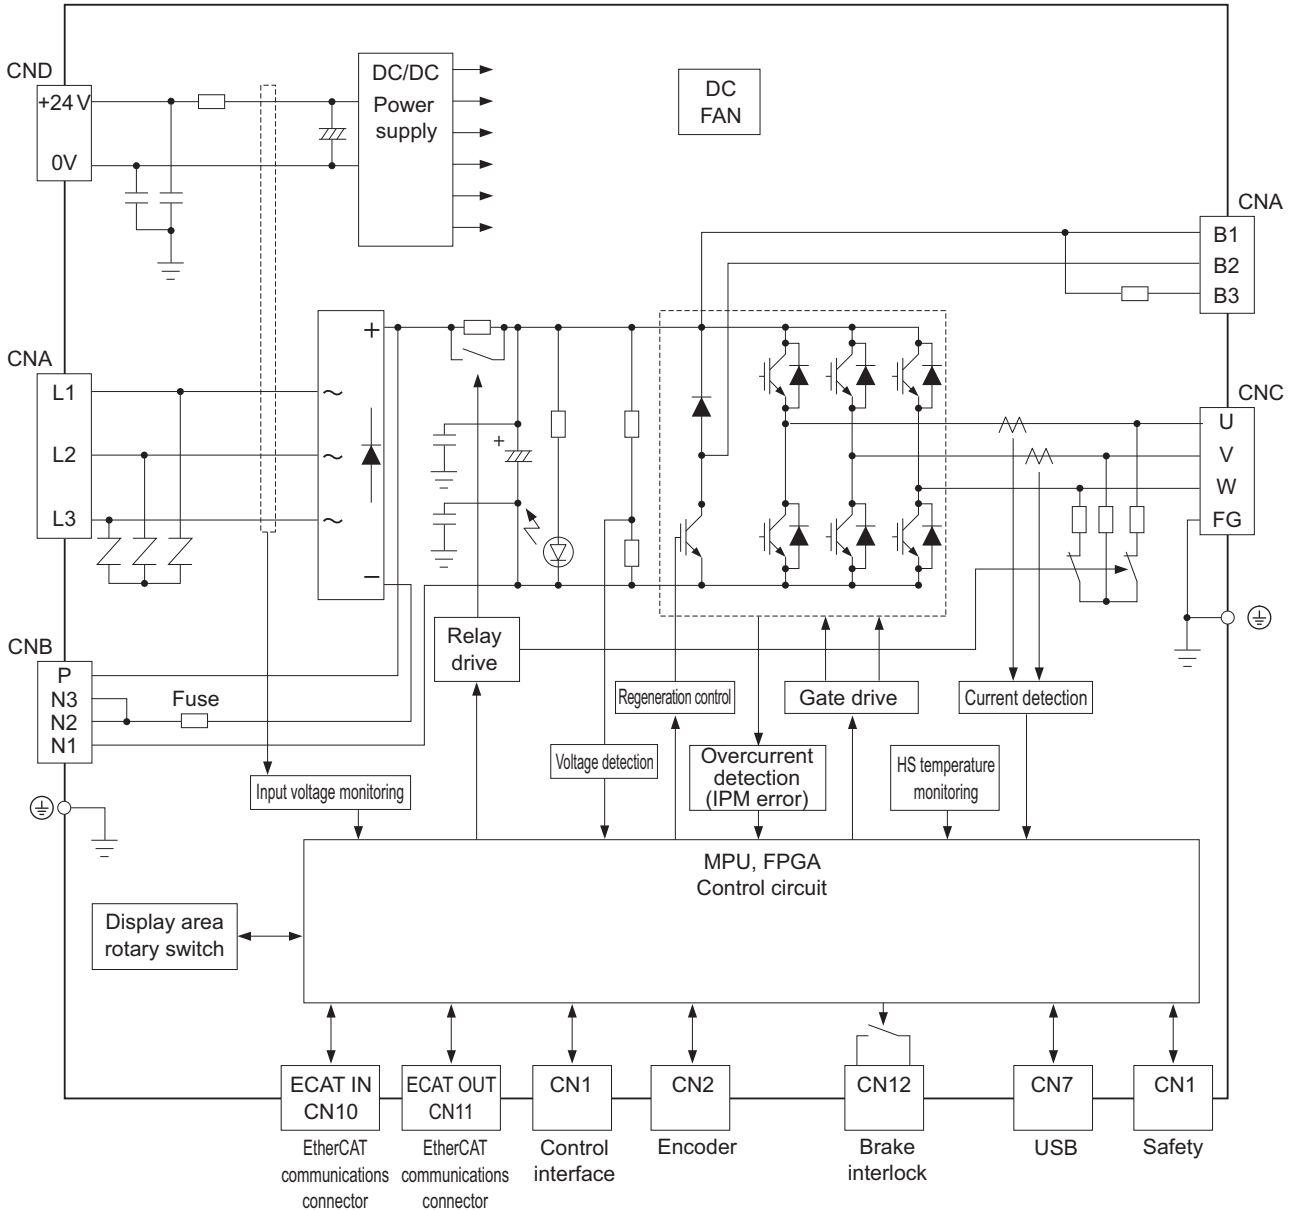 CND
+24 V
0V
DC/DC
Power
supply
DC
FAN
CNA
B1
B2
B3
CNA
L1
L2
L3
+
~
~
~
−
+
CNC
U
V
W
FG
CNB
P
N3
N2
N1
Fuse
Relay
drive
Regeneration control
Gate drive
Current detection
Voltage detection
Overcurrent
detection
(IPM error)
HS temperature
monitoring
Input voltage monitoring
MPU, FPGA
Control circuit
Display area
rotary switch
ECAT IN
CN10
ECAT OUT
CN11
CN1
CN2
CN12
CN7
CN1
EtherCAT
communications
connector
EtherCAT
communications
connector
Control
interface
Encoder
Brake
interlock
USB
Safety